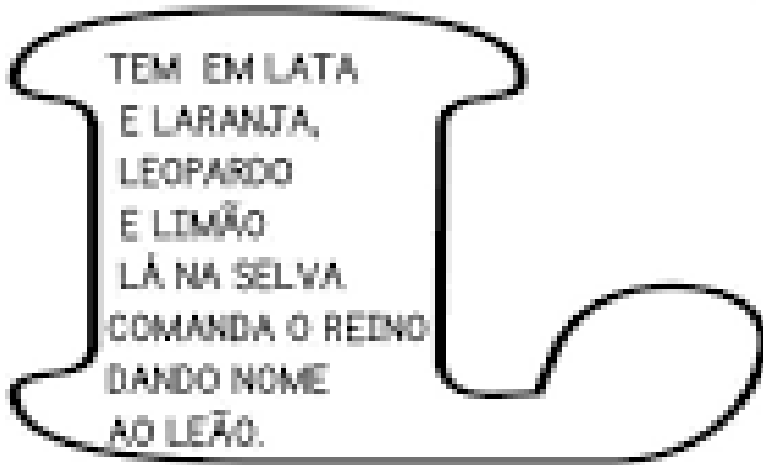 TEM EM LATA
E LARANJA,
LEOPARDO
E LIMÃO
LÁ NA SELVA
COMANDA O REINO
DANDO NOME
AO LEÃO.